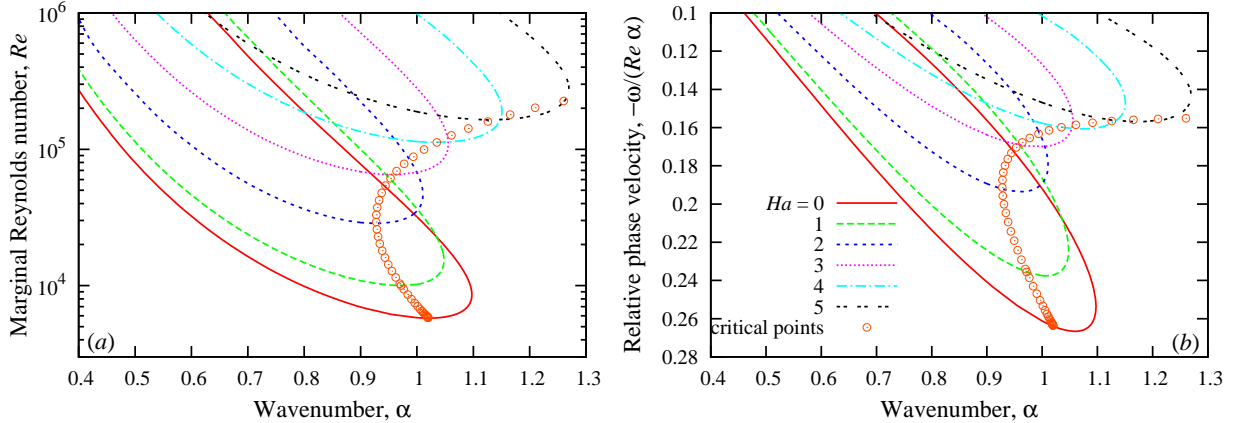 Marginal Reynolds number, Re
10⁶
10⁵
10⁴
(a)
0.4 0.5 0.6 0.7 0.8 0.9 1 1.1 1.2 1.3
Wavenumber, α
Relative phase velocity, −ω/(Re α)
0.1
0.12
0.14
0.16
0.18
0.2
0.22
0.24
0.26
0.28
Ha = 0
1
2
3
4
5
critical points
(b)
0.4 0.5 0.6 0.7 0.8 0.9 1 1.1 1.2 1.3
Wavenumber, α